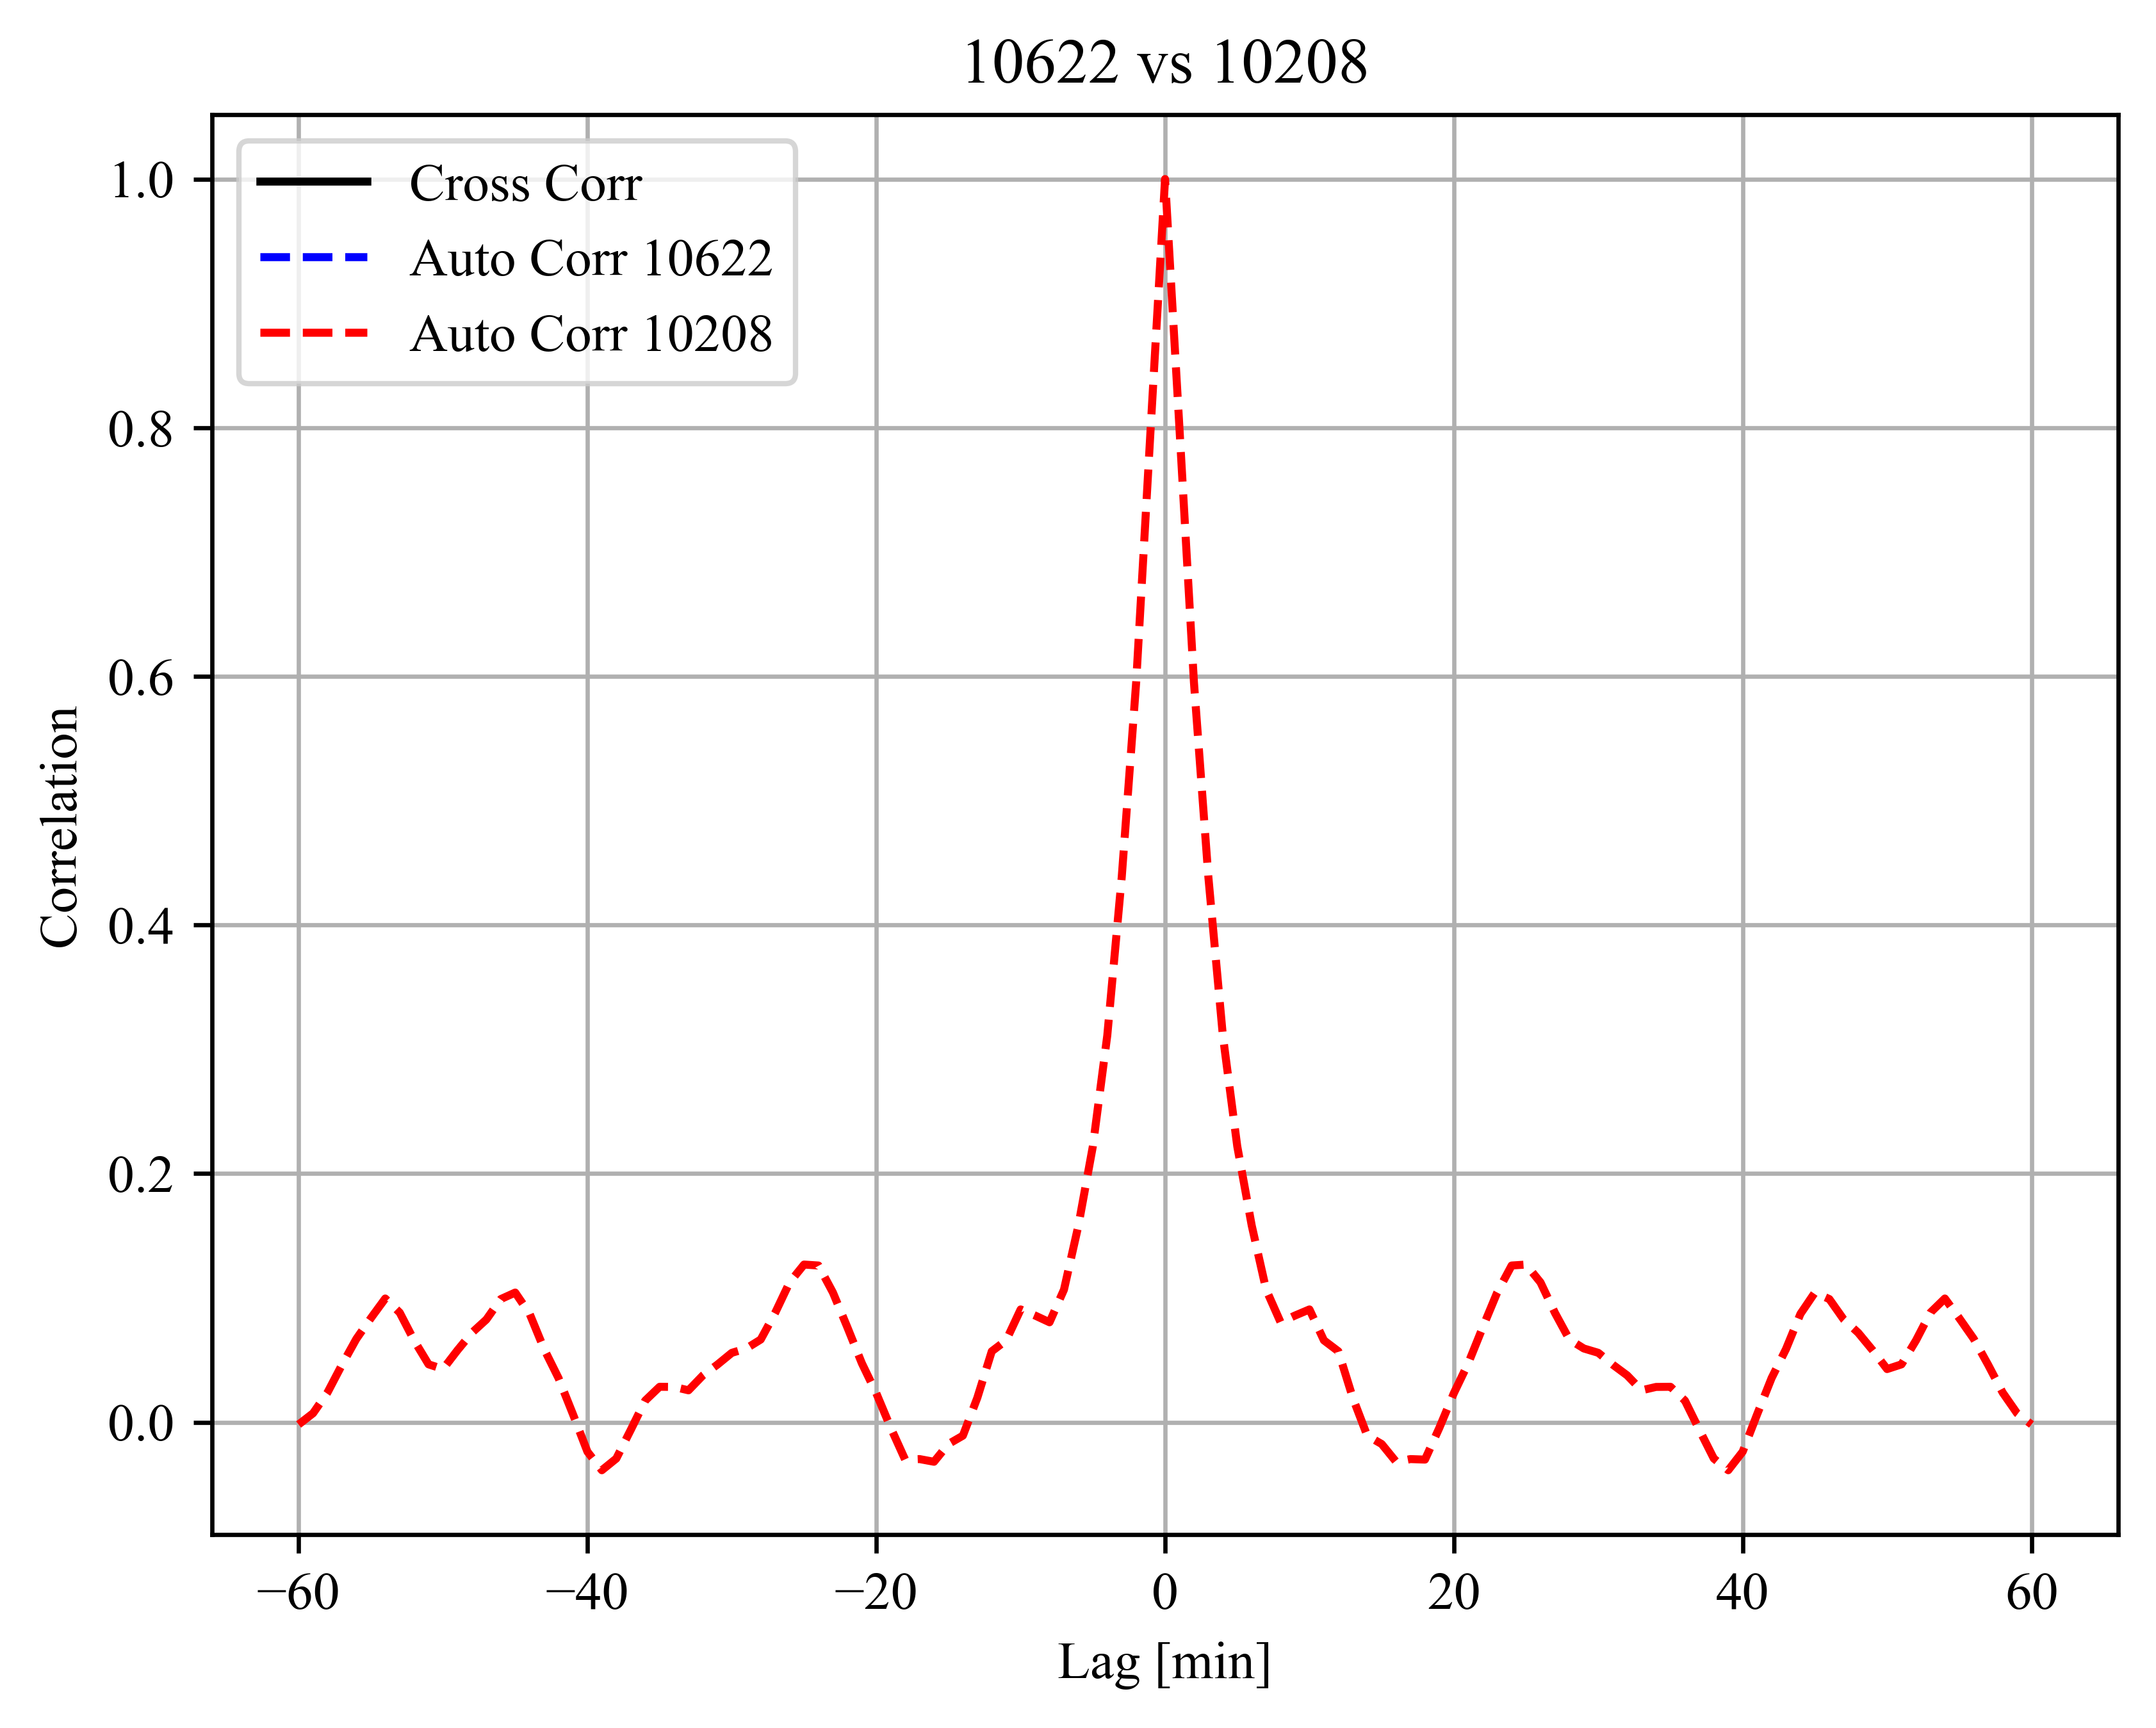 10622 vs 10208
Cross Corr
Auto Corr 10622
Auto Corr 10208
1.0
0.8
0.6
0.4
0.2
0.0
Correlation
−60 −40 −20 0 20 40 60
Lag [min]